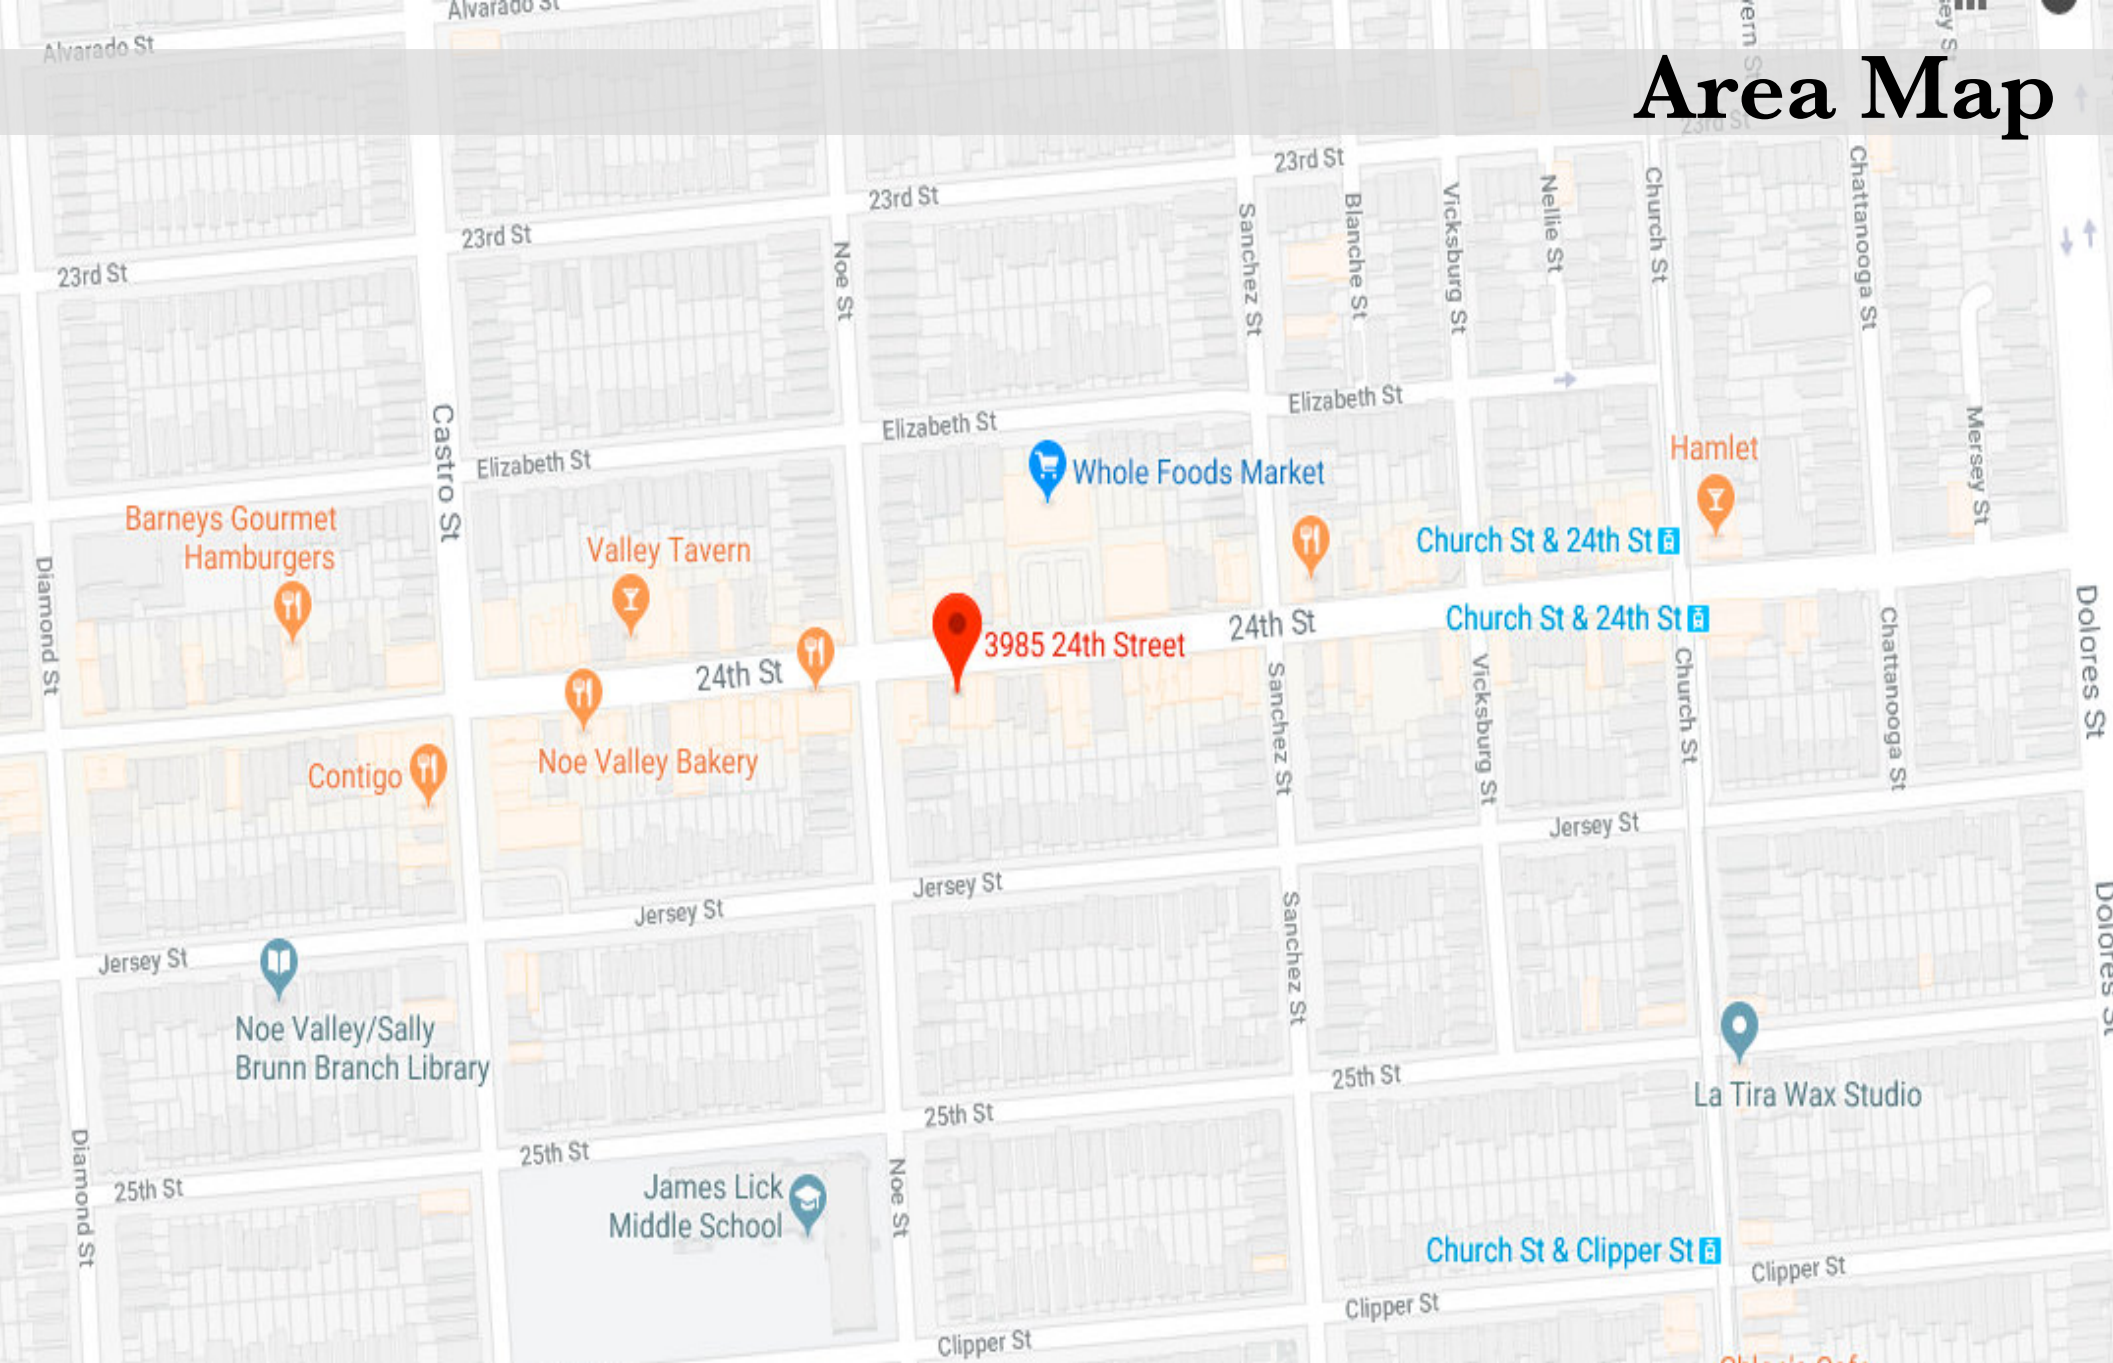 Alvarado St
Alvarado St
Area Map
23rd St
23rd St
23rd St
23rd St
23rd St
Noe St
Sanchez St
Blanche St
Vicksburg St
Nellie St
Church St
Chattanooga St
Mersey St
Castro St
Elizabeth St
Elizabeth St
Elizabeth St
Whole Foods Market
Hamlet
Barneys Gourmet
Hamburgers
Valley Tavern
Church St & 24th St
Church St & 24th St
Diamond St
24th St
3985 24th Street
24th St
Sanchez St
Vicksburg St
Church St
Chattanooga St
Dolores St
Contigo
Noe Valley Bakery
Jersey St
Jersey St
Jersey St
Jersey St
Sanchez St
Dolores St
Noe Valley/Sally
Brunn Branch Library
La Tira Wax Studio
25th St
25th St
25th St
25th St
Diamond St
James Lick
Middle School
Noe St
Church St & Clipper St
Clipper St
Clipper St
Clipper St